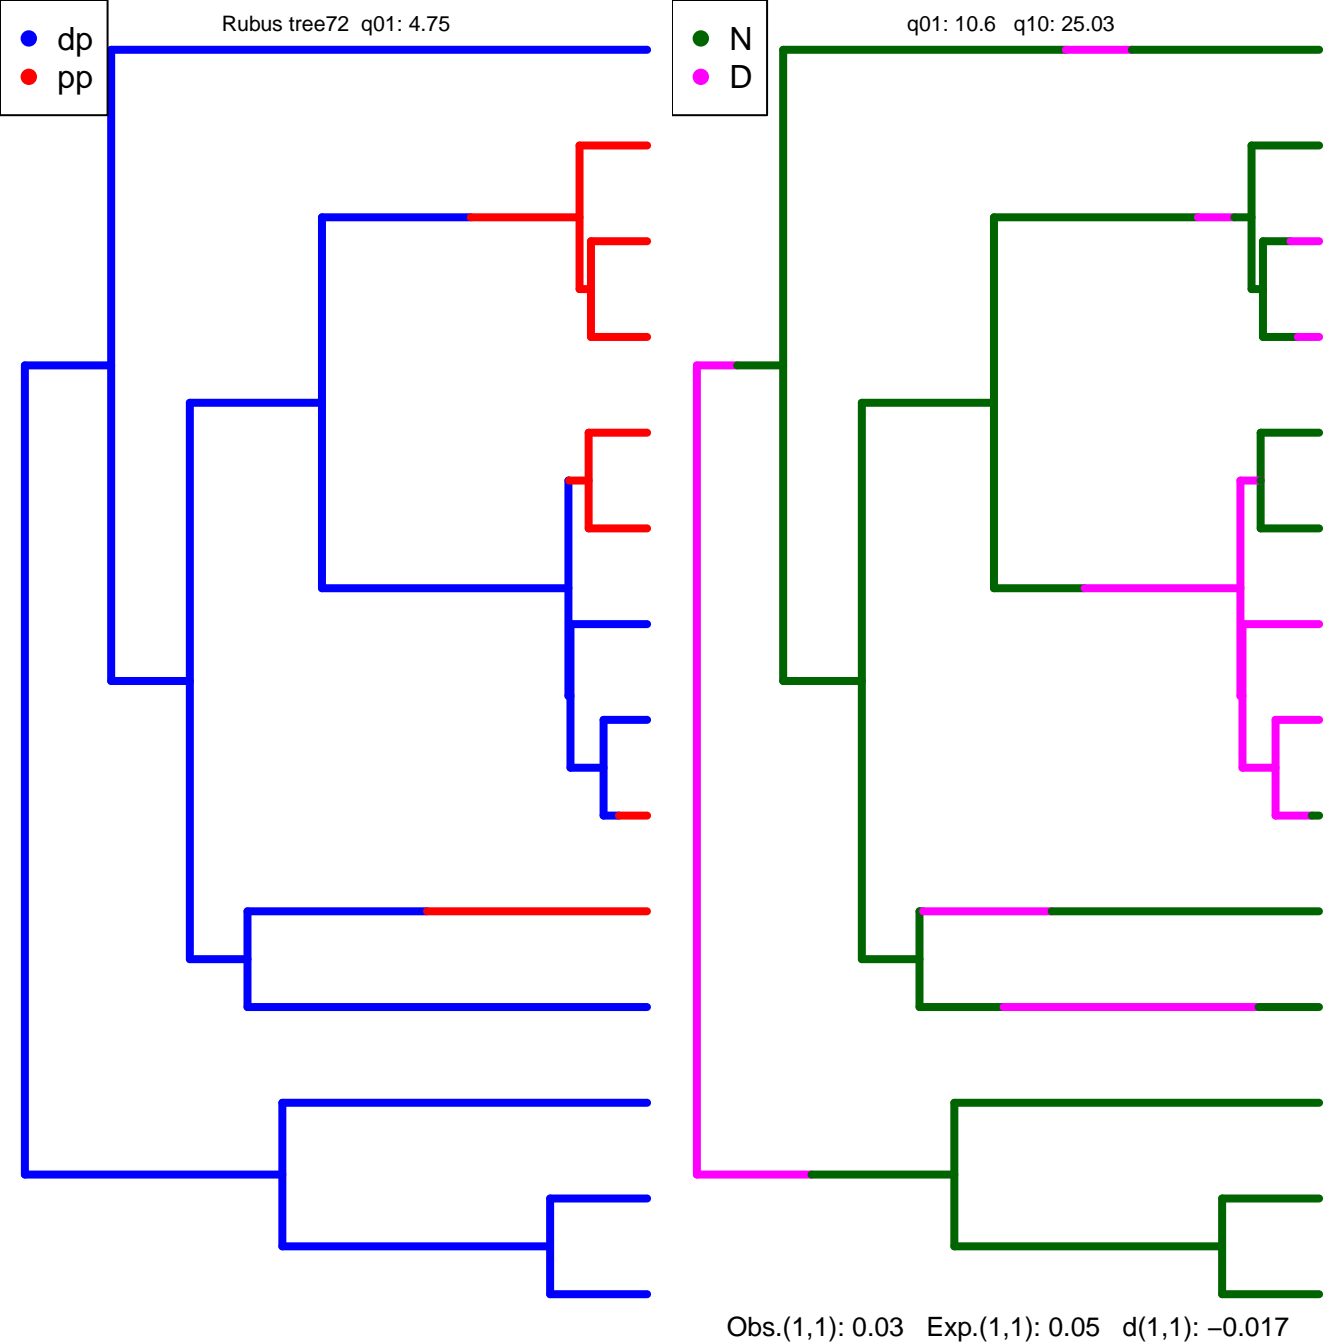 Rubus tree72 q01: 4.75
dp
pp
q01: 10.6 q10: 25.03
N
D
Obs.(1,1): 0.03 Exp.(1,1): 0.05 d(1,1): −0.017